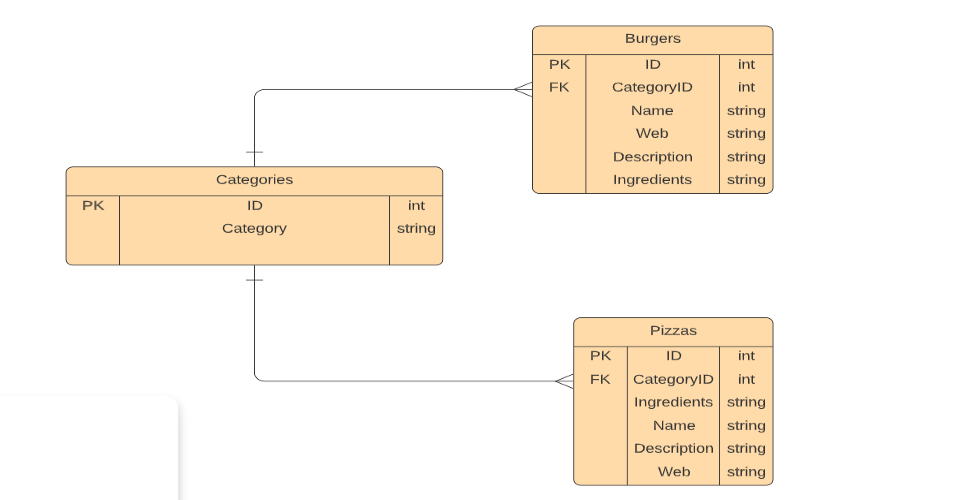 Burgers
PK ID int
FK CategoryID int
Name string
Web string
Description string
Ingredients string
Categories
PK ID int
Category string
Pizzas
PK ID int
FK CategoryID int
Ingredients string
Name string
Description string
Web string